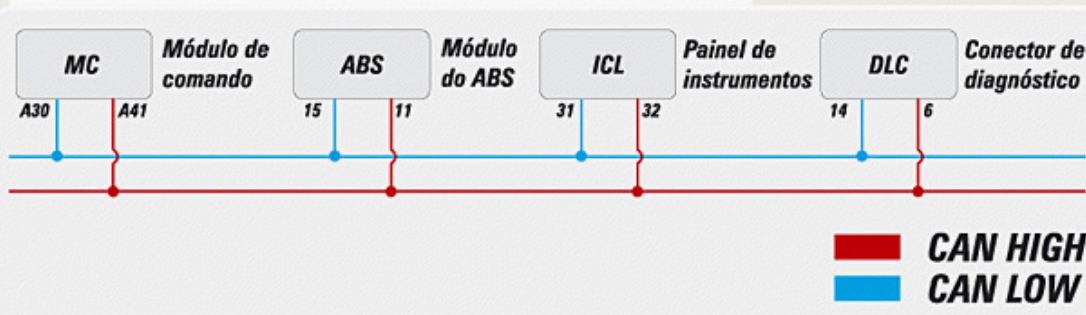 MC
Módulo de
comando
ABS
Módulo
do ABS
ICL
Painel de
instrumentos
DLC
Conector de
diagnóstico
A30
A41
15
11
31
32
14
6
CAN HIGH
CAN LOW